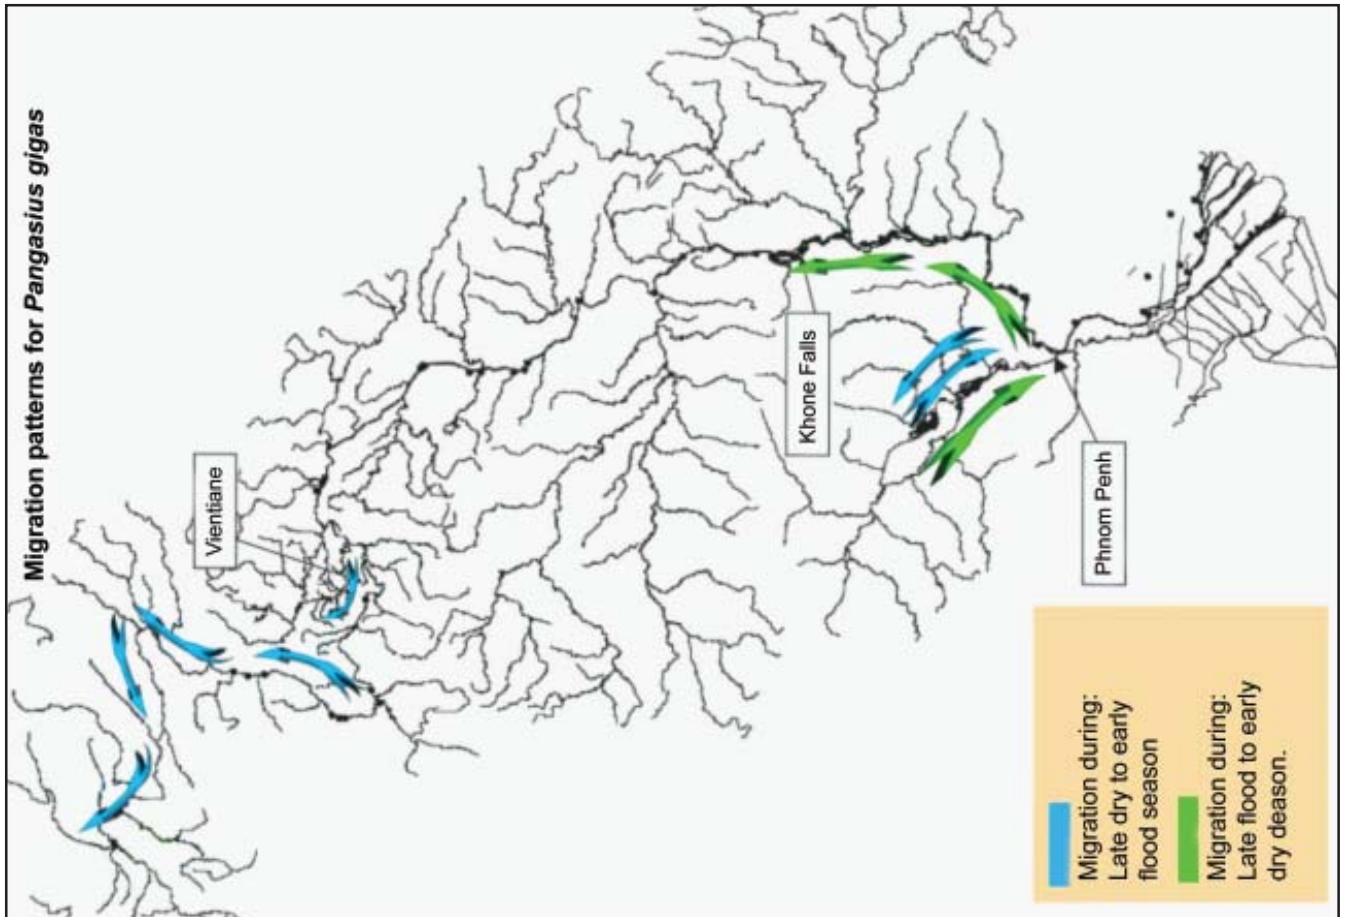 Migration patterns for Pangasius gigas
Vientiane
Khone Falls
Phnom Penh
Migration during:
Late dry to early
flood season
Migration during:
Late flood to early
dry deason.